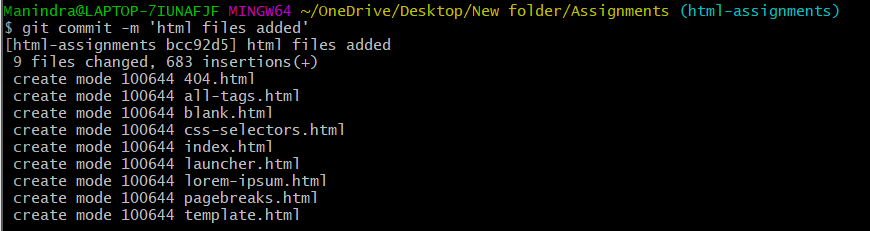 Manindra@LAPTOP-7IUNAFJF MINGW64 ~/OneDrive/Desktop/New folder/Assignments (html-assignments)
$ git commit -m 'html files added'
[html-assignments bcc92d5] html files added
 9 files changed, 683 insertions(+)
 create mode 100644 404.html
 create mode 100644 all-tags.html
 create mode 100644 blank.html
 create mode 100644 css-selectors.html
 create mode 100644 index.html
 create mode 100644 launcher.html
 create mode 100644 lorem-ipsum.html
 create mode 100644 pagebreaks.html
 create mode 100644 template.html